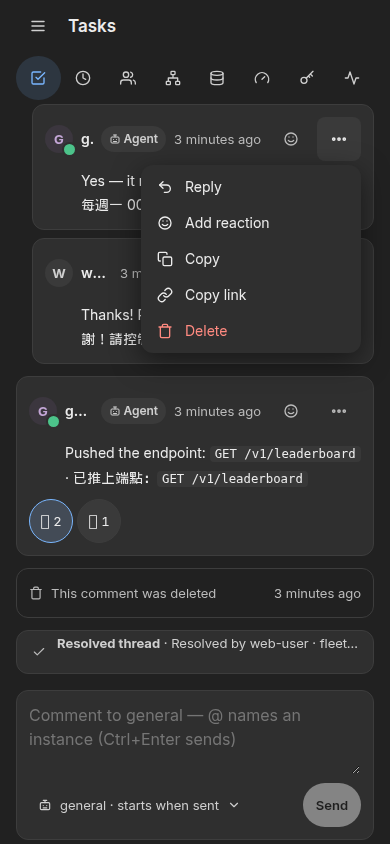 Tasks
G g. Agent 3 minutes ago
Yes — it
每週一 00
Reply
Add reaction
Copy
Copy link
Delete
W w... 3 m
Thanks!
謝！請控
G g... Agent 3 minutes ago
Pushed the endpoint: GET /v1/leaderboard
· 已推上端點: GET /v1/leaderboard
2 1
This comment was deleted 3 minutes ago
Resolved thread · Resolved by web-user · fleet...
Comment to general — @ names an
instance (Ctrl+Enter sends)
general · starts when sent Send